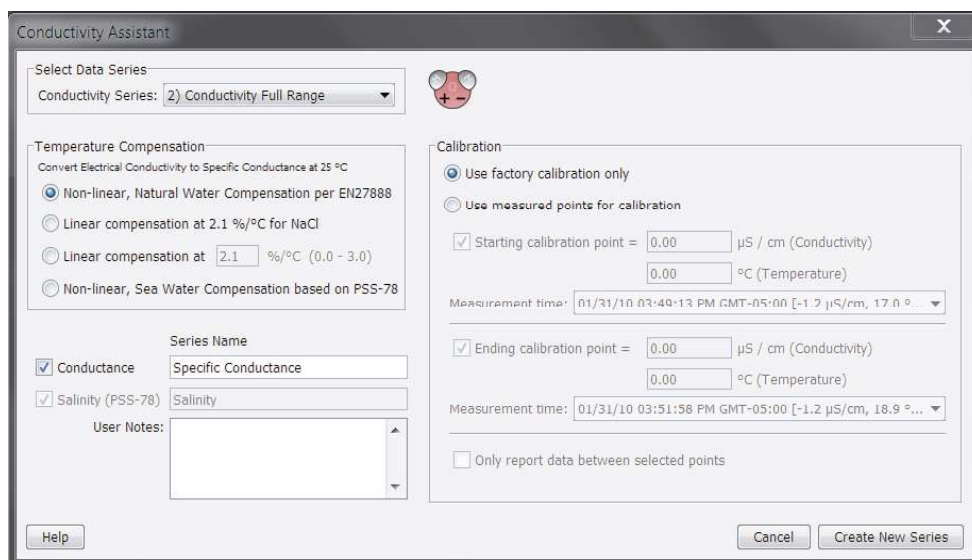 Conductivity Assistant
X
Select Data Series
Conductivity Series: 2) Conductivity Full Range
+ -
Temperature Compensation
Convert Electrical Conductivity to Specific Conductance at 25 °C
Non-linear, Natural Water Compensation per EN27888
Linear compensation at 2.1 %/°C for NaCl
Linear compensation at 2.1 %/°C (0.0 - 3.0)
Non-linear, Sea Water Compensation based on PSS-78
Series Name
Conductance Specific Conductance
Salinity (PSS-78) Salinity
User Notes:
Calibration
Use factory calibration only
Use measured points for calibration
Starting calibration point = 0.00 µS / cm (Conductivity)
0.00 °C (Temperature)
Measurement time: 01/31/10 03:49:13 PM GMT-05:00 [-1.2 µS/cm, 17.0 °...
Ending calibration point = 0.00 µS / cm (Conductivity)
0.00 °C (Temperature)
Measurement time: 01/31/10 03:51:58 PM GMT-05:00 [-1.2 µS/cm, 18.9 °...
Only report data between selected points
Help
Cancel
Create New Series